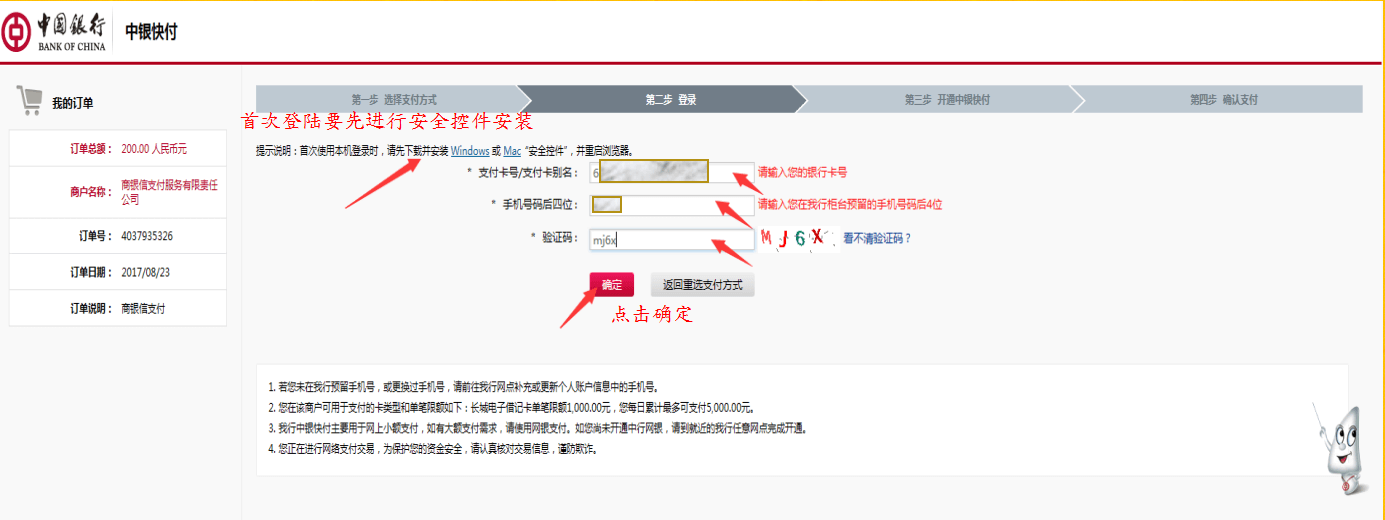 中国银行
BANK OF CHINA
中银快付
我的订单
订单总额： 200.00 人民币元
商户名称： 商银信支付服务有限责任
公司
订单号： 4037935326
订单日期： 2017/08/23
订单说明： 商银信支付
第一步 选择支付方式
第二步 登录
第三步 开通中银快付
第四步 确认支付
首次登陆要先进行安全控件安装
提示说明：首次使用本机登录时，请先下载并安装 Windows 或 Mac “安全控件”，并重启浏览器。
* 支付卡号/支付卡别名： 6 请输入您的银行卡号
* 手机号码后四位： 请输入您在我行柜台预留的手机号码后4位
* 验证码： mj6x MJ6X 看不清验证码？
确定 返回重选支付方式
点击确定
1. 若您未在我行预留手机号，或更换过手机号，请前往我行网点补充或更新个人账户信息中的手机号。
2. 您在该商户可用于支付的卡类型和单笔限额如下：长城电子借记卡单笔限额1,000.00元，您每日累计最多可支付5,000.00元。
3. 我行中银快付主要用于网上小额支付，如有大额支付需求，请使用网银支付。如您尚未开通中行网银，请到就近的我行任意网点完成开通。
4. 您正在进行网络支付交易，为保护您的资金安全，请认真核对交易信息，谨防欺诈。